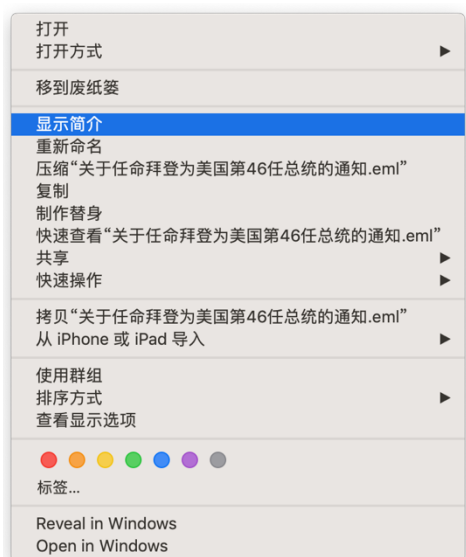 打开
打开方式
移到废纸篓
显示简介
重新命名
压缩“关于任命拜登为美国第46任总统的通知.eml”
复制
制作替身
快速查看“关于任命拜登为美国第46任总统的通知.eml”
共享
快速操作
拷贝“关于任命拜登为美国第46任总统的通知.eml”
从 iPhone 或 iPad 导入
使用群组
排序方式
查看显示选项
标签...
Reveal in Windows
Open in Windows